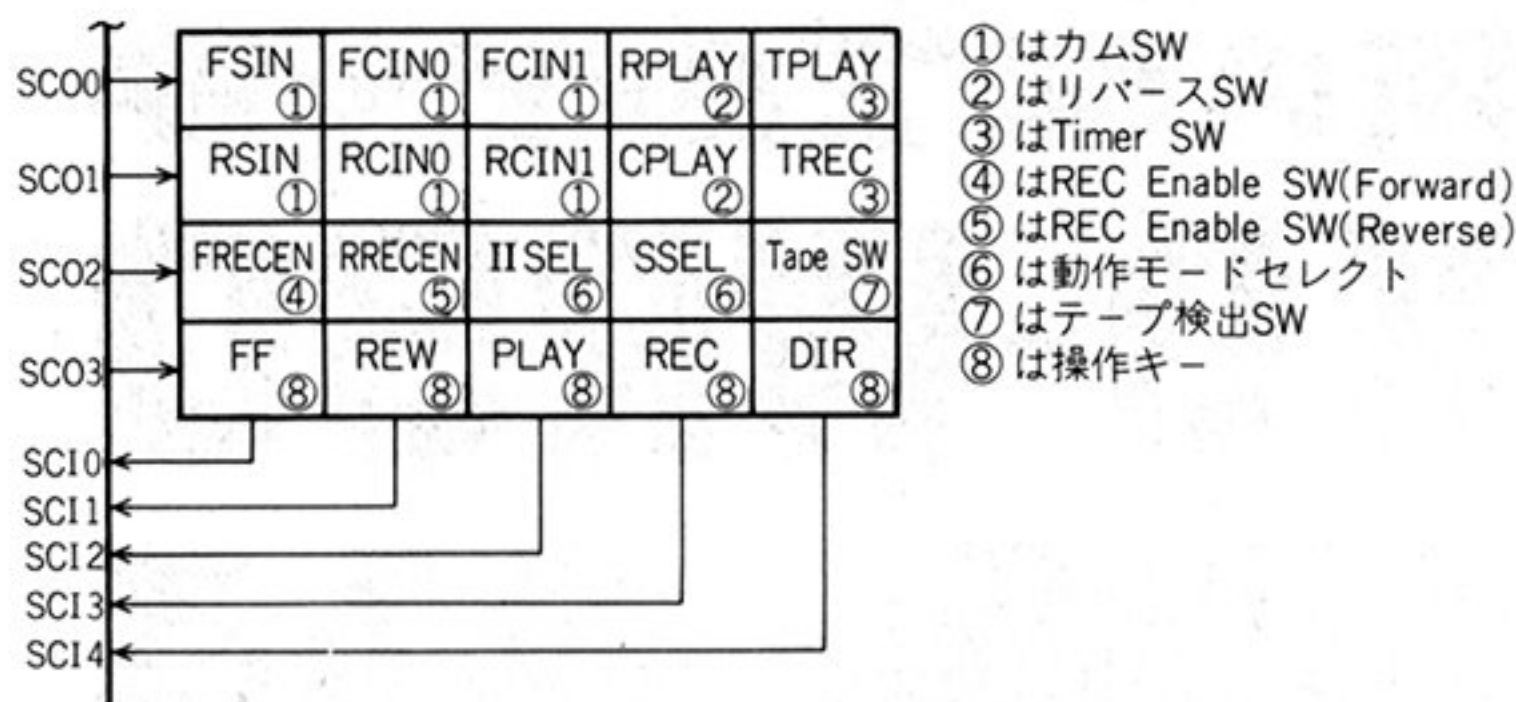 SCO0 FSIN FCIN0 FCIN1 RPLAY TPLAY
① ① ① ② ③
SCO1 RSIN RCIN0 RCIN1 CPLAY TREC
① ① ① ② ③
SCO2 FRECEN RRECEN IISEL SSEL Tape SW
④ ⑤ ⑥ ⑥ ⑦
SCO3 FF REW PLAY REC DIR
⑧ ⑧ ⑧ ⑧ ⑧
SCI0
SCI1
SCI2
SCI3
SCI4
①はカムSW
②はリバースSW
③はTimer SW
④はREC Enable SW(Forward)
⑤はREC Enable SW(Reverse)
⑥は動作モードセレクト
⑦はテープ検出SW
⑧は操作キー